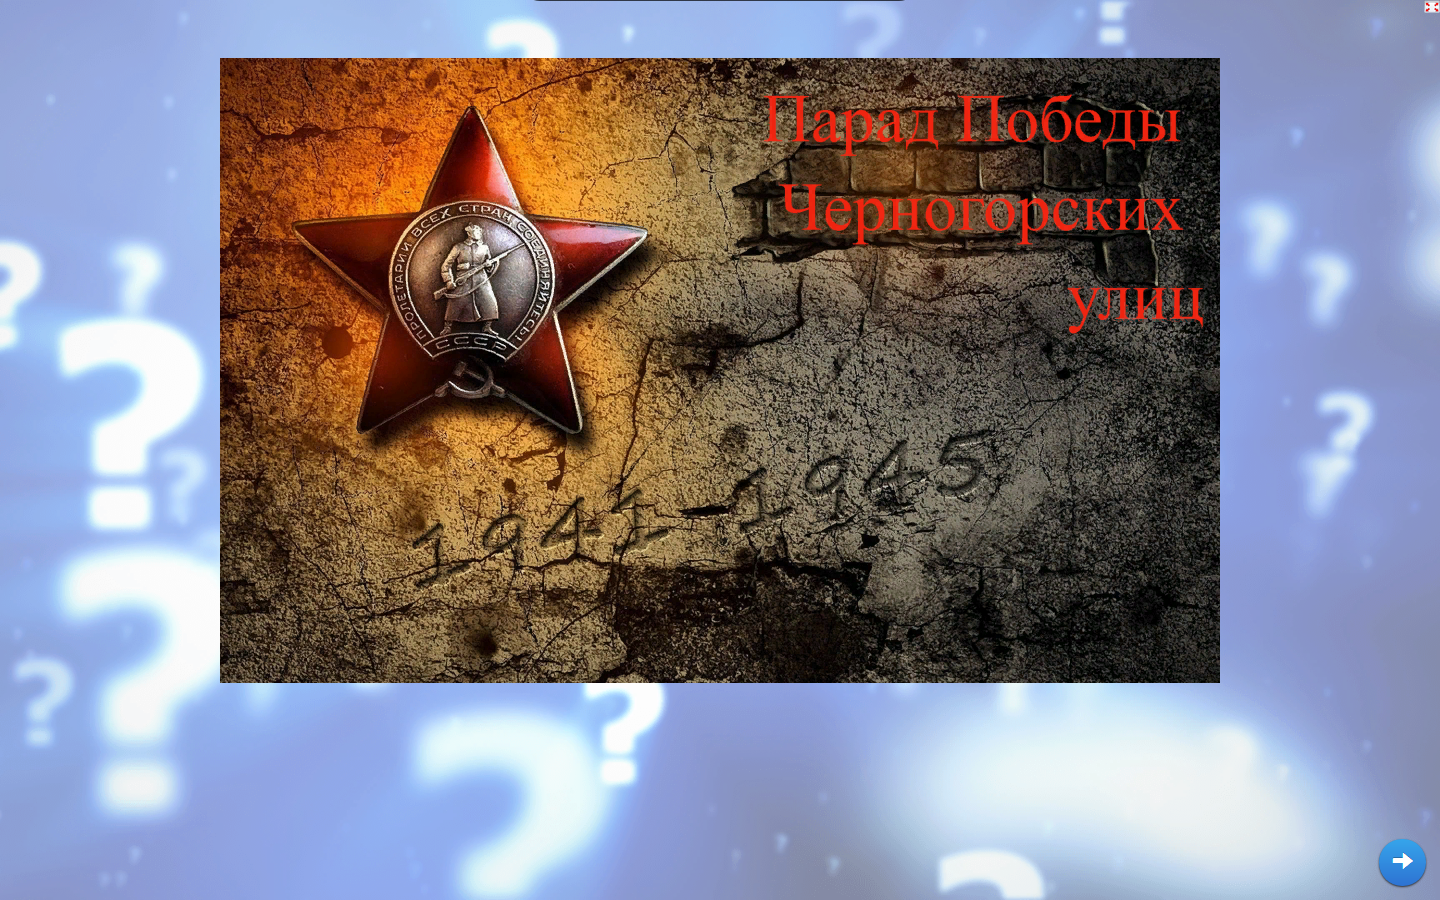 Парад Победы
Черногорских
улиц
ПРОЛЕТАРИИ ВСЕХ СТРАН, СОЕДИНЯЙТЕСЬ!
СССР
1941-1945